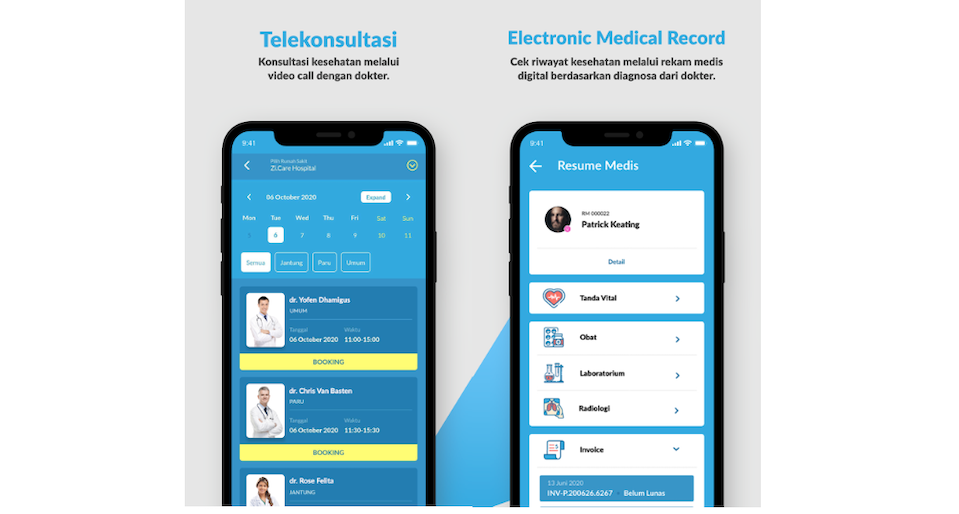 Telekonsultasi
Konsultasi kesehatan melalui
video call dengan dokter.
9:41
Pilih Rumah Sakit
ZI.Care Hospital
06 October 2020
Expand
Mon Tue Wed Thu Fri Sat Sun
5 6 7 8 9 10 11
Semua Jantung Paru Umum
dr. Yofen Dhamigus
UMUM
Tanggal Waktu
06 October 2020 11:00-15:00
BOOKING
dr. Chris Van Basten
PARU
Tanggal Waktu
06 October 2020 11:30-15:30
BOOKING
dr. Rose Felita
JANTUNG
Electronic Medical Record
Cek riwayat kesehatan melalui rekam medis
digital berdasarkan diagnosa dari dokter.
9:41
Resume Medis
RM 000022
Patrick Keating
Detail
Tanda Vital
Obat
Laboratorium
Radiologi
Invoice
13 Juni 2020
INV-P.200626.6267 - Belum Lunas